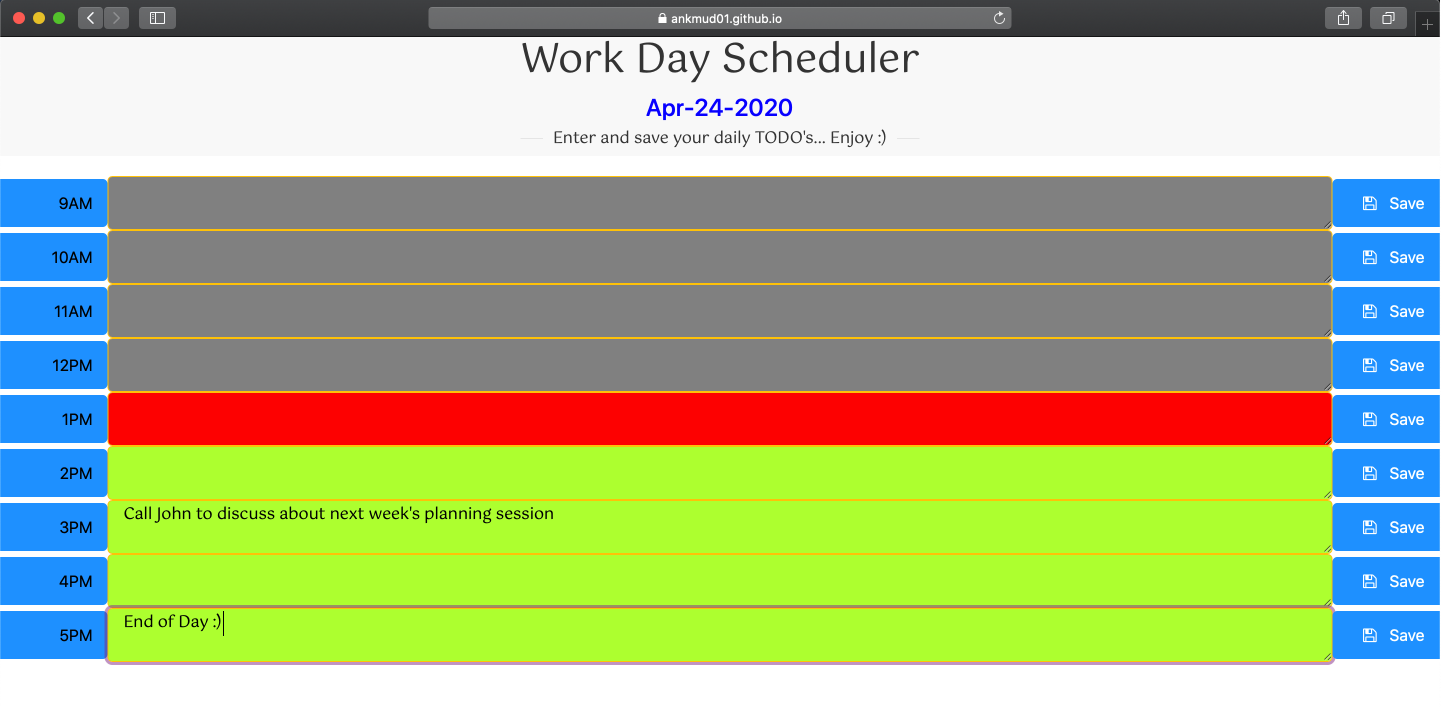 ankmud01.github.io
Work Day Scheduler
Apr-24-2020
Enter and save your daily TODO's... Enjoy :)
9AM Save
10AM Save
11AM Save
12PM Save
1PM Save
2PM Save
3PM Call John to discuss about next week's planning session Save
4PM Save
5PM End of Day :) Save